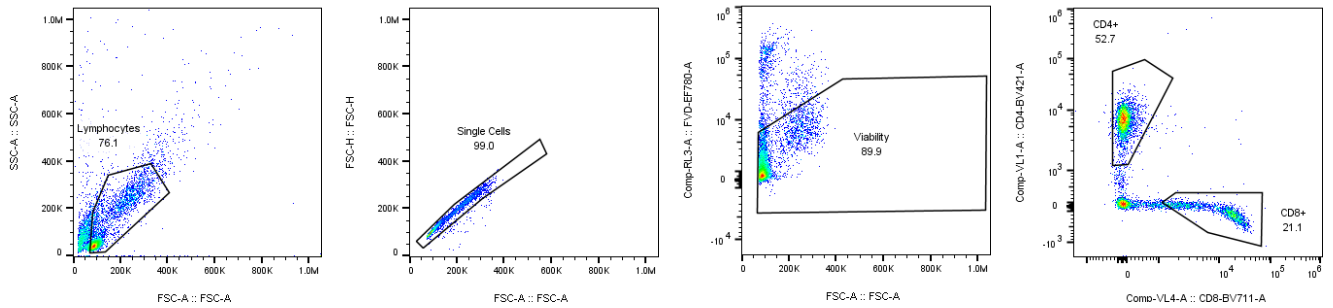 1.0M
800K
600K
400K
200K
0
SSC-A :: SSC-A
Lymphocytes
76.1
0
200K
400K
600K
800K
1.0M
FSC-A :: FSC-A
1.0M
800K
600K
400K
200K
0
FSC-H :: FSC-H
Single Cells
99.0
0
200K
400K
600K
800K
1.0M
FSC-A :: FSC-A
10^5
10^4
0
-10^4
Comp-RL3-A :: FVD-EF780-A
Viability
89.9
0
200K
400K
600K
800K
1.0M
FSC-A :: FSC-A
10^6
10^5
10^4
10^3
0
-10^3
Comp-VL1-A :: CD4-BV421-A
CD4+
52.7
CD8+
21.1
0
10^4
10^5
10^6
Comp-VL4-A :: CD8-BV711-A